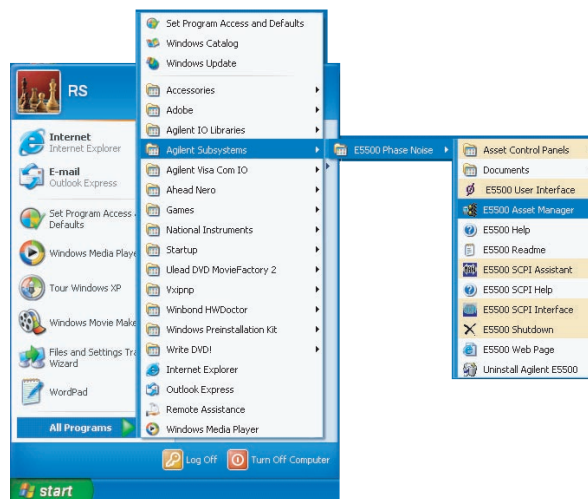 RS
Internet
Internet Explorer
E-mail
Outlook Express
Set Program Access
Defaults
Windows Media Playe
Tour Windows XP
Windows Movie Make
Files and Settings Tra
Wizard
WordPad
All Programs
Log Off
Turn Off Computer
start
Set Program Access and Defaults
Windows Catalog
Windows Update
Accessories
Adobe
Agilent IO Libraries
Agilent Subsystems
Agilent Visa Com IO
Ahead Nero
Games
National Instruments
Startup
Ulead DVD MovieFactory 2
Vxipnp
Winbond HWDoctor
Windows Preinstallation Kit
Write DVD!
Internet Explorer
Outlook Express
Remote Assistance
Windows Media Player
E5500 Phase Noise
Asset Control Panels
Documents
E5500 User Interface
E5500 Asset Manager
E5500 Help
E5500 Readme
E5500 SCPI Assistant
E5500 SCPI Help
E5500 SCPI Interface
E5500 Shutdown
E5500 Web Page
Uninstall Agilent E5500